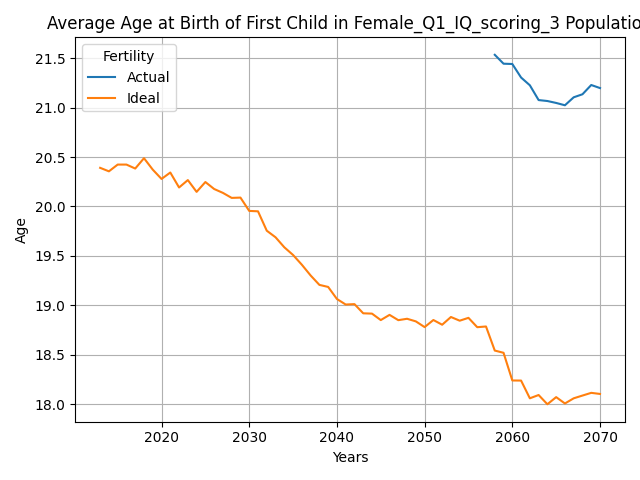 Average Age at Birth of First Child in Female_Q1_IQ_scoring_3 Populatio
Fertility
Actual
Ideal
21.5
21.0
20.5
20.0
19.5
19.0
18.5
18.0
Age
2020 2030 2040 2050 2060 2070
Years